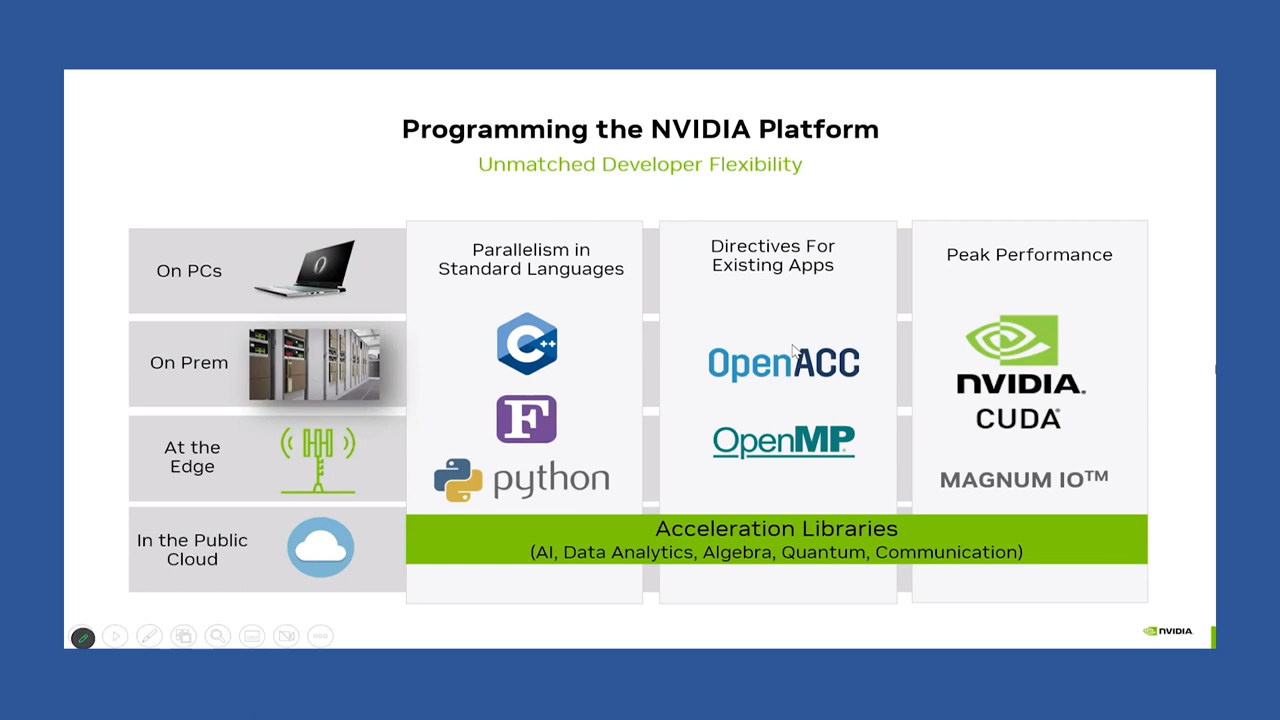 Programming the NVIDIA Platform
Unmatched Developer Flexibility
On PCs
On Prem
At the
Edge
In the Public
Cloud
Parallelism in
Standard Languages
C++
F
python
Directives For
Existing Apps
OpenACC
OpenMP
Peak Performance
NVIDIA.
CUDA
MAGNUM IO™
Acceleration Libraries
(AI, Data Analytics, Algebra, Quantum, Communication)
NVIDIA.